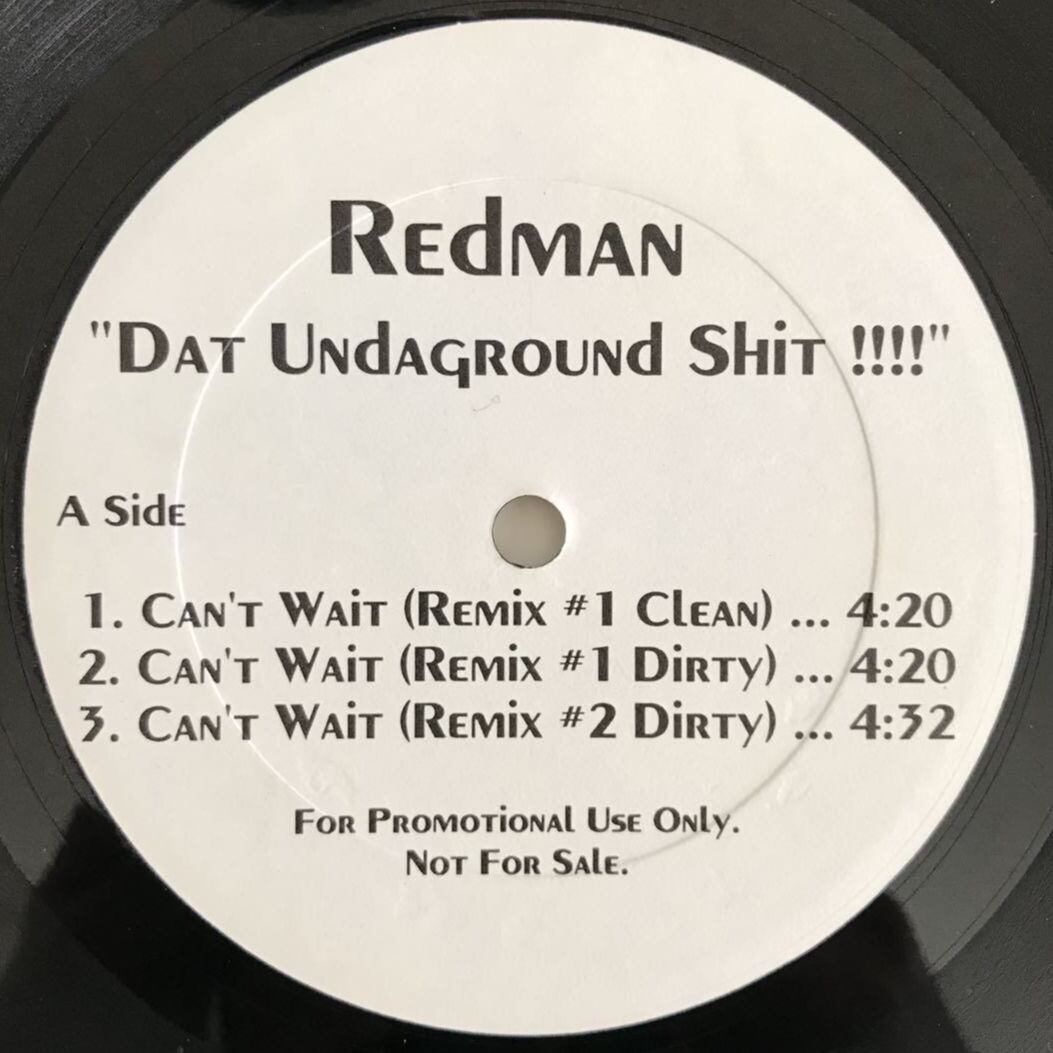 Redman
"Dat Undaground Shit !!!!"
A Side
1. Can't Wait (Remix #1 Clean) ... 4:20
2. Can't Wait (Remix #1 Dirty) ... 4:20
3. Can't Wait (Remix #2 Dirty) ... 4:32
For Promotional Use Only.
Not For Sale.